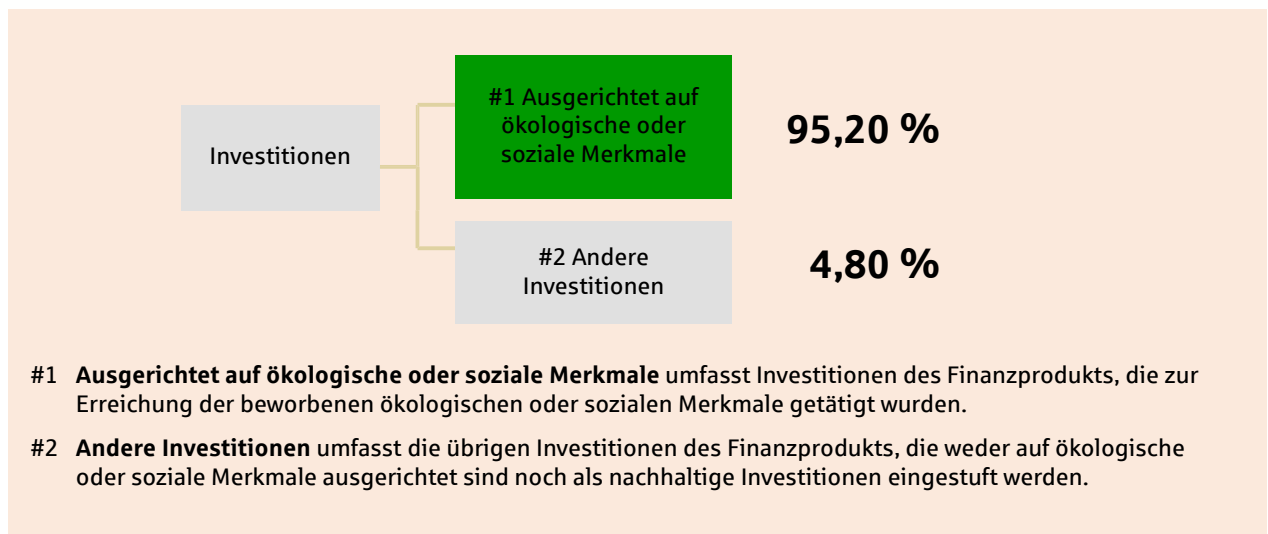 #1 Ausgerichtet auf
ökologische oder
soziale Merkmale
95,20 %
Investitionen
#2 Andere
Investitionen
4,80 %
#1 Ausgerichtet auf ökologische oder soziale Merkmale umfasst Investitionen des Finanzprodukts, die zur
Erreichung der beworbenen ökologischen oder sozialen Merkmale getätigt wurden.
#2 Andere Investitionen umfasst die übrigen Investitionen des Finanzprodukts, die weder auf ökologische
oder soziale Merkmale ausgerichtet sind noch als nachhaltige Investitionen eingestuft werden.